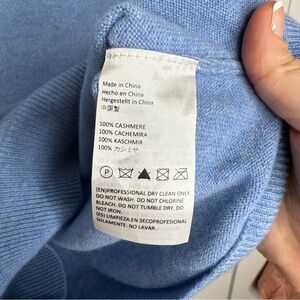 Made in China
Hecho en China
Hergestellt in China
中国製
100% CASHMERE
100% CACHEMIRA
100% KASCHMIR
100% カシミヤ
P
(EN)PROFESSIONAL DRY CLEAN ONLY.
DO NOT WASH. DO NOT CHLORINE
BLEACH. DO NOT TUMBLE DRY, DO
NOT IRON.
(ES)LIMPIEZA EN SECOPROFESIONAL
SOLAMENTE. NO LAVAR.